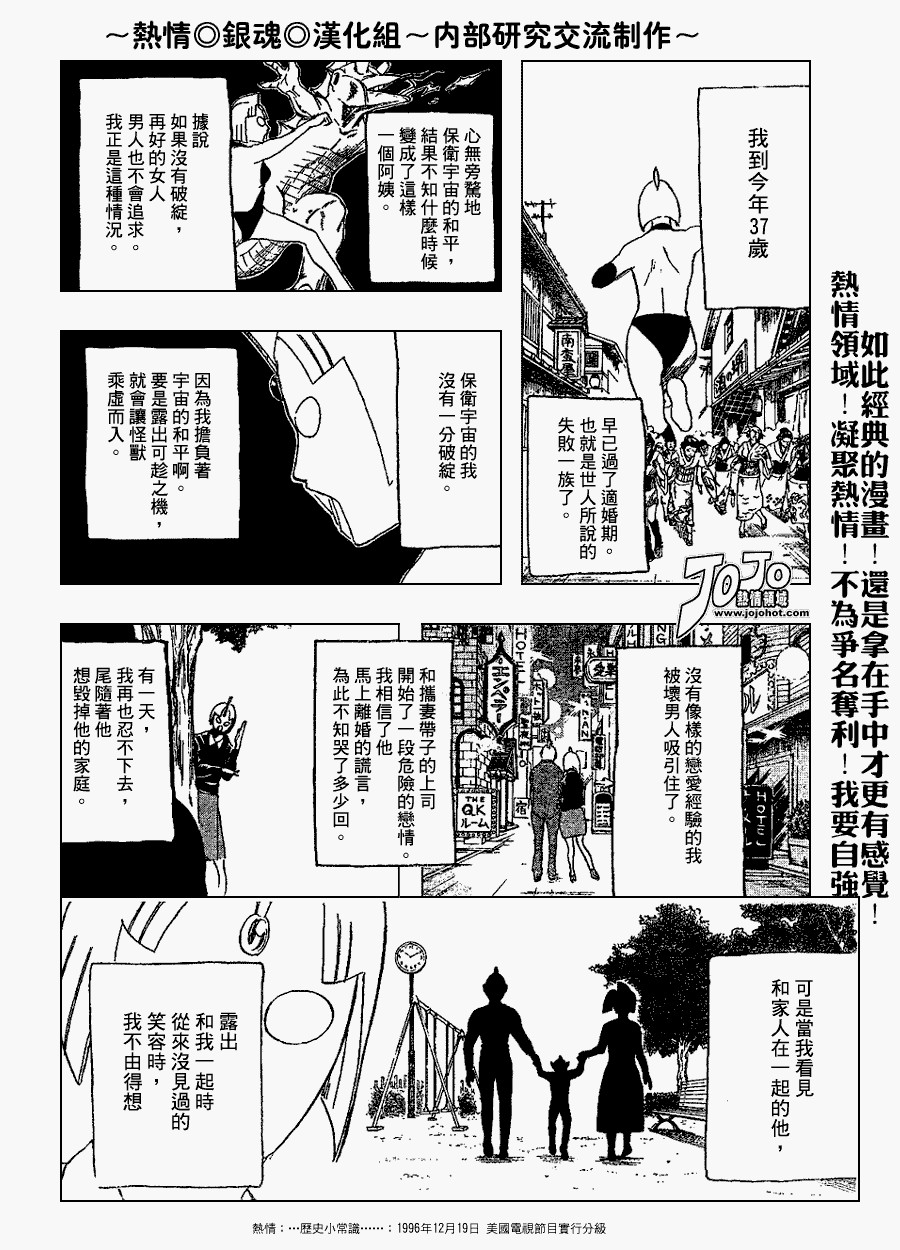 ～熱情◎銀魂◎漢化組～内部研究交流制作～
我到今年37歲
早已過了適婚期。
也就是世人所說的
失敗一族了。
心無旁騖地
保衛宇宙的和平，
結果不知什麼時候
變成了這樣
一個阿姨。
據說
如果沒有破綻，
再好的女人
男人也不會追求。
我正是這種情況。
保衛宇宙的我
沒有一分破綻。
因為我擔負著
宇宙的和平啊。
要是露出可趁之機，
就會讓怪獸
乘虛而入。
JOJO
熱情領域
www.jojohot.com
沒有像樣的戀愛經驗的我
被壞男人吸引住了。
HOTEL
エンペラー
THE
QK
ルーム
宿
HOTEL
和攜妻帶子的上司
開始了一段危險的戀情。
我相信了他
馬上離婚的謊言，
為此不知哭了多少回。
有一天，
我再也忍不下去，
尾隨著他
想毀掉他的家庭。
可是當我看見
和家人在一起的他，
露出
和我一起時
從來沒見過的
笑容時，
我不由得想
如此經典的漫畫！還是拿在手中才更有感覺！
熱情領域！凝聚熱情！不為爭名奪利！我要自強
熱情：…歷史小常識……：1996年12月19日 美國電視節目實行分級